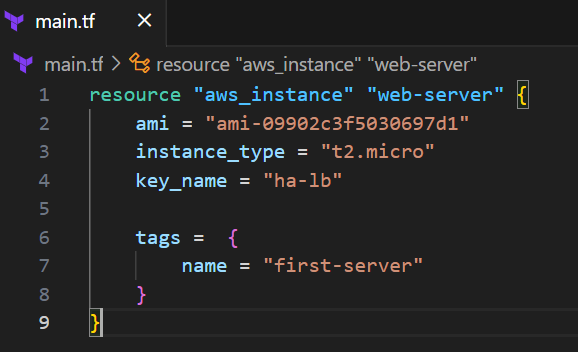 main.tf
main.tf > resource "aws_instance" "web-server"
1 resource "aws_instance" "web-server" {
2     ami = "ami-09902c3f5030697d1"
3     instance_type = "t2.micro"
4     key_name = "ha-lb"
5
6     tags =  {
7         name = "first-server"
8     }
9 }